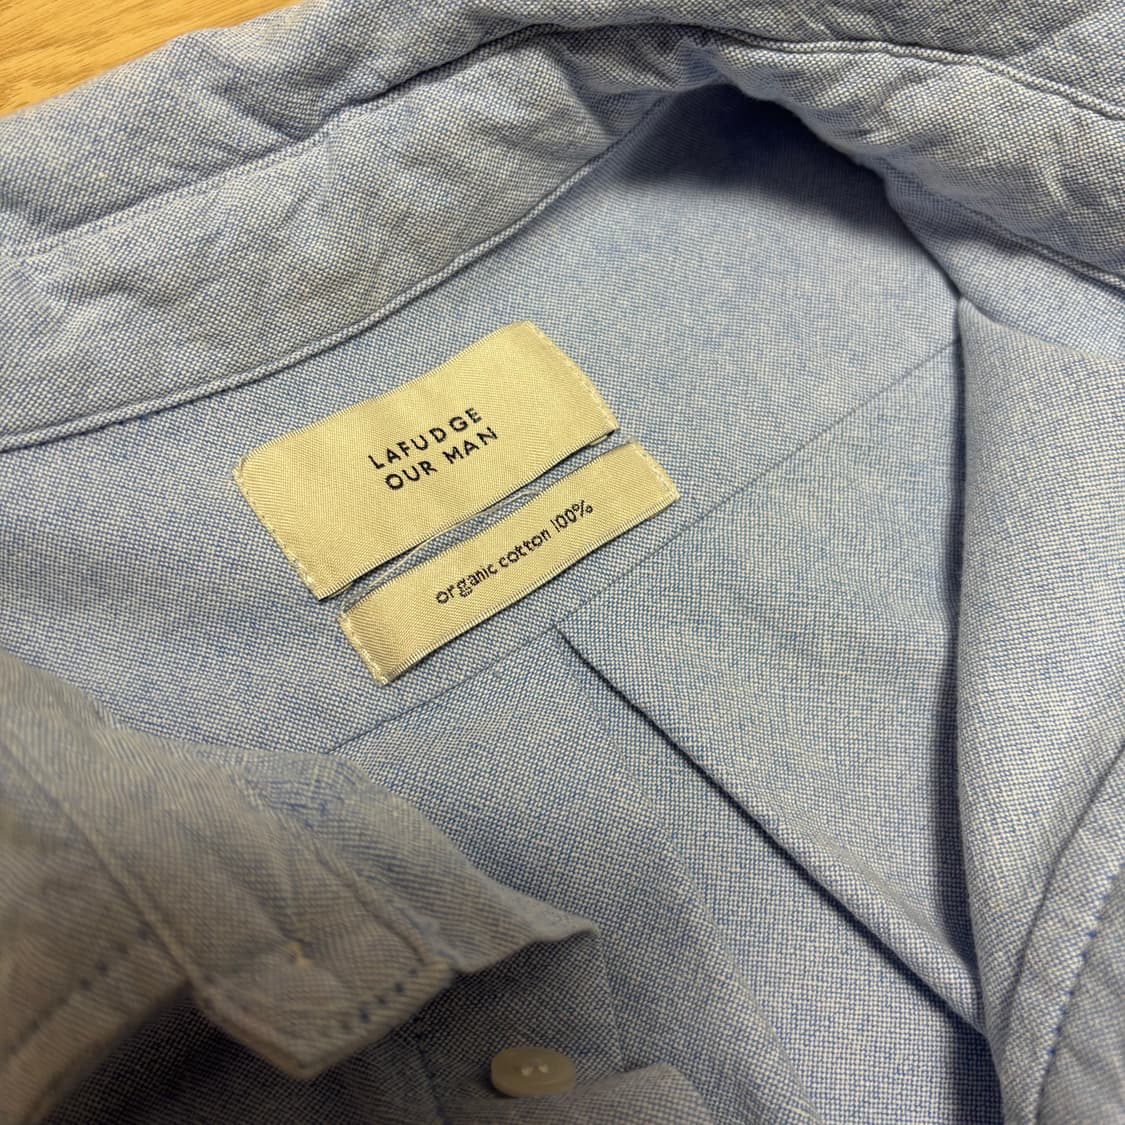 LAFUDGE
OUR MAN
organic cotton 100%